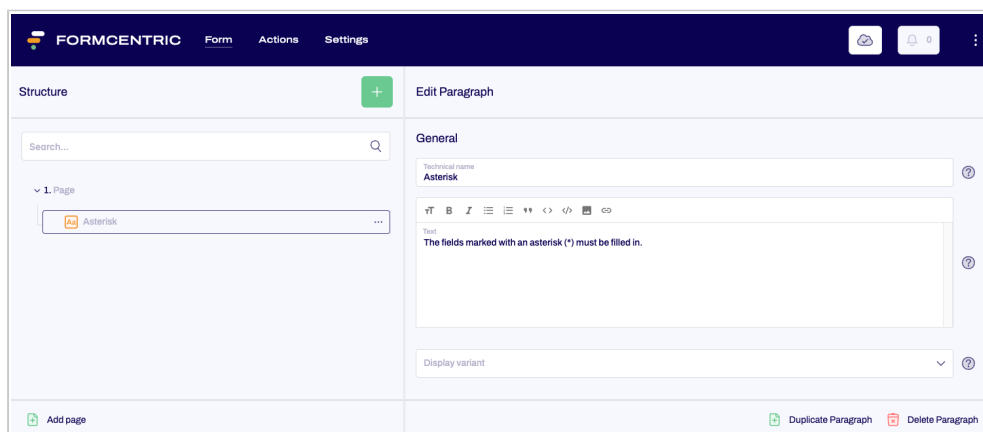 FORMCENTRIC Form Actions Settings 0
Structure
Edit Paragraph
Search...
1. Page
Aa Asterisk
General
Technical name
Asterisk
Text
The fields marked with an asterisk (*) must be filled in.
Display variant
Add page
Duplicate Paragraph Delete Paragraph